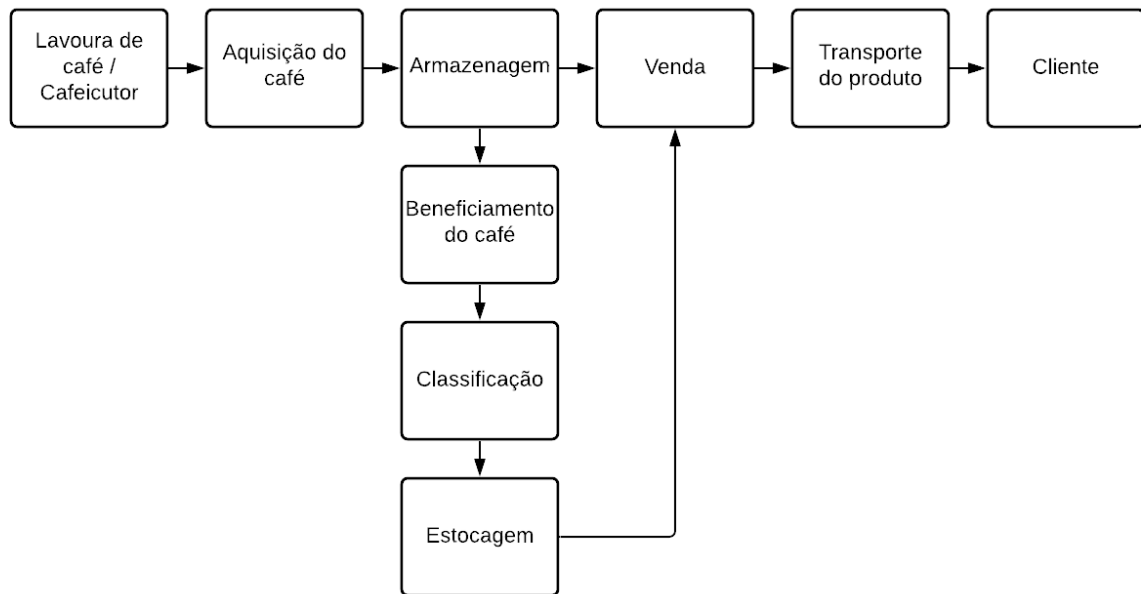 Lavoura de
café /
Cafeicutor
Aquisição do
café
Armazenagem
Venda
Transporte
do produto
Cliente
Beneficiamento
do café
Classificação
Estocagem